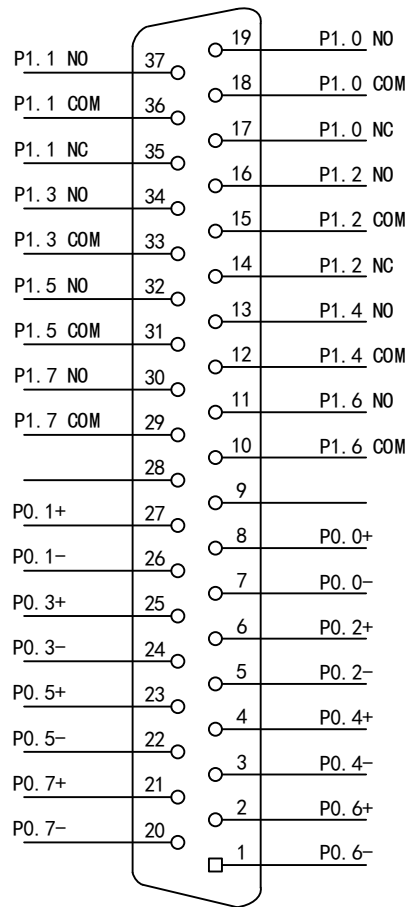 19 P1.0 NO
P1.1 NO 37
18 P1.0 COM
P1.1 COM 36
17 P1.0 NC
P1.1 NC 35
16 P1.2 NO
P1.3 NO 34
15 P1.2 COM
P1.3 COM 33
14 P1.2 NC
P1.5 NO 32
13 P1.4 NO
P1.5 COM 31
12 P1.4 COM
P1.7 NO 30
11 P1.6 NO
P1.7 COM 29
10 P1.6 COM
28
9
P0.1+ 27
8 P0.0+
P0.1- 26
7 P0.0-
P0.3+ 25
6 P0.2+
P0.3- 24
5 P0.2-
P0.5+ 23
4 P0.4+
P0.5- 22
3 P0.4-
P0.7+ 21
2 P0.6+
P0.7- 20
1 P0.6-